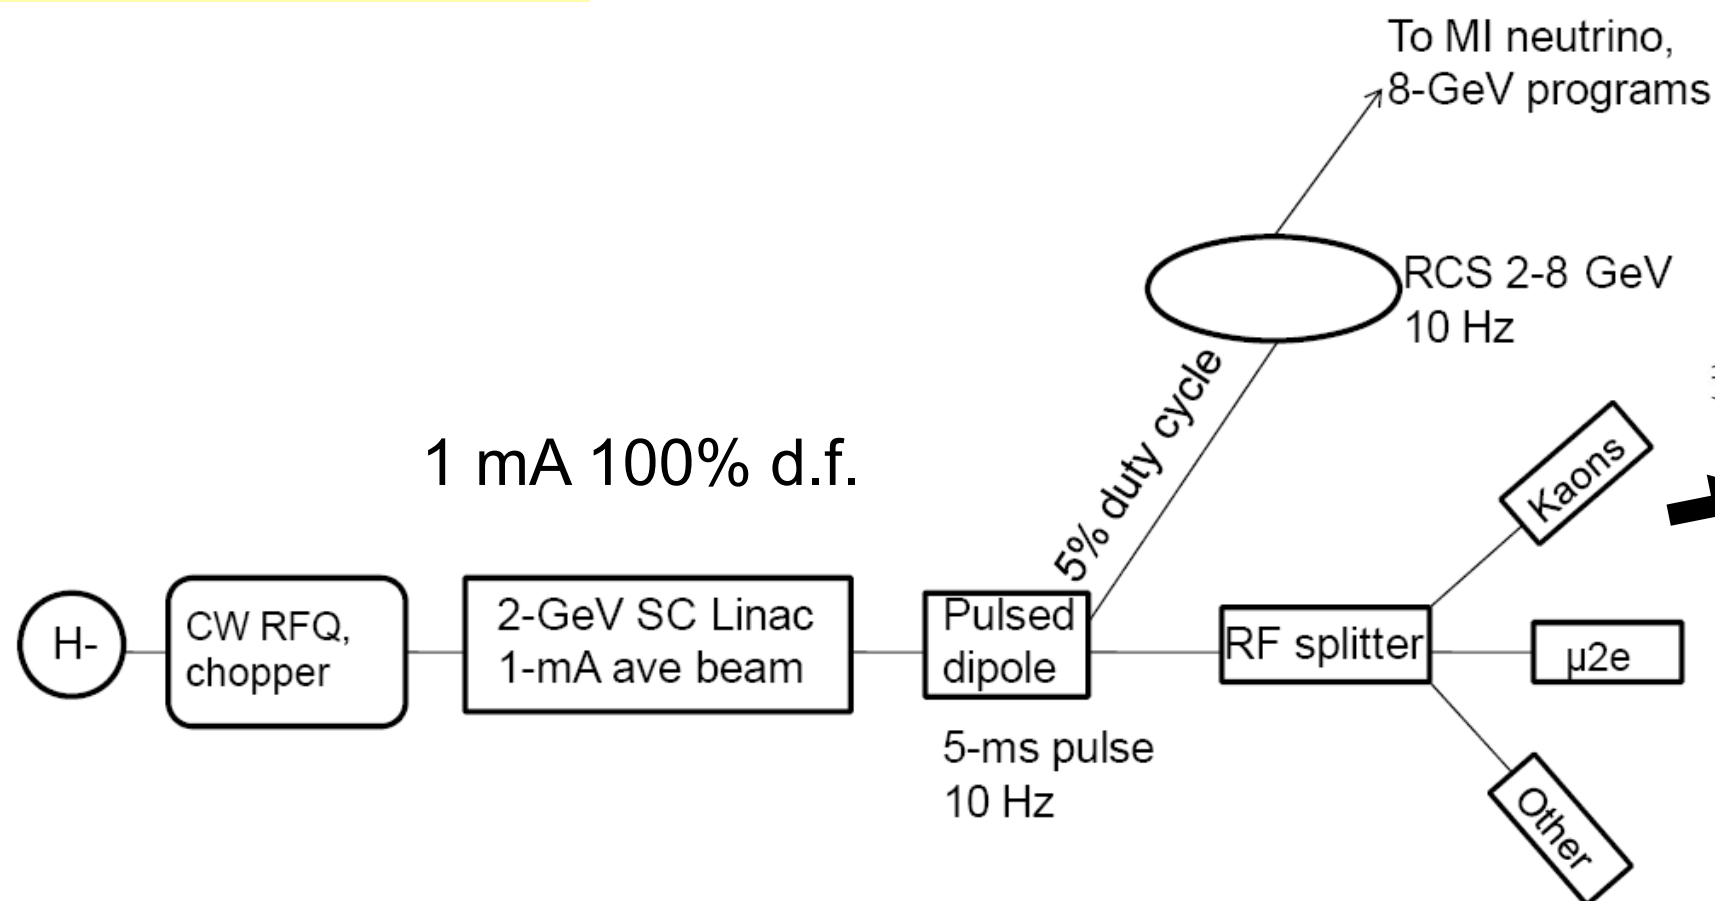 To MI neutrino,
8-GeV programs
RCS 2-8 GeV
10 Hz
5% duty cycle
1 mA 100% d.f.
Kaons
H-
CW RFQ,
chopper
2-GeV SC Linac
1-mA ave beam
Pulsed
dipole
RF splitter
μ2e
5-ms pulse
10 Hz
Other